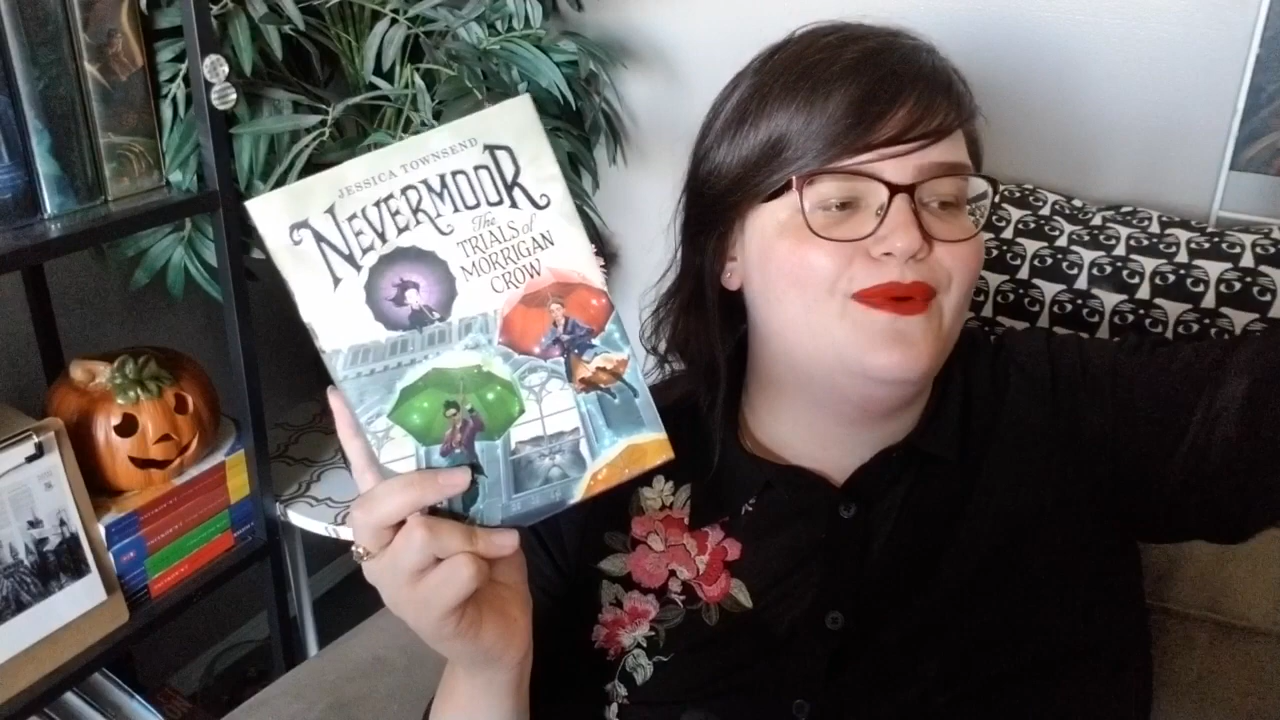 JESSICA TOWNSEND
NEVERMOOR
The
TRIALS of
MORRIGAN
CROW